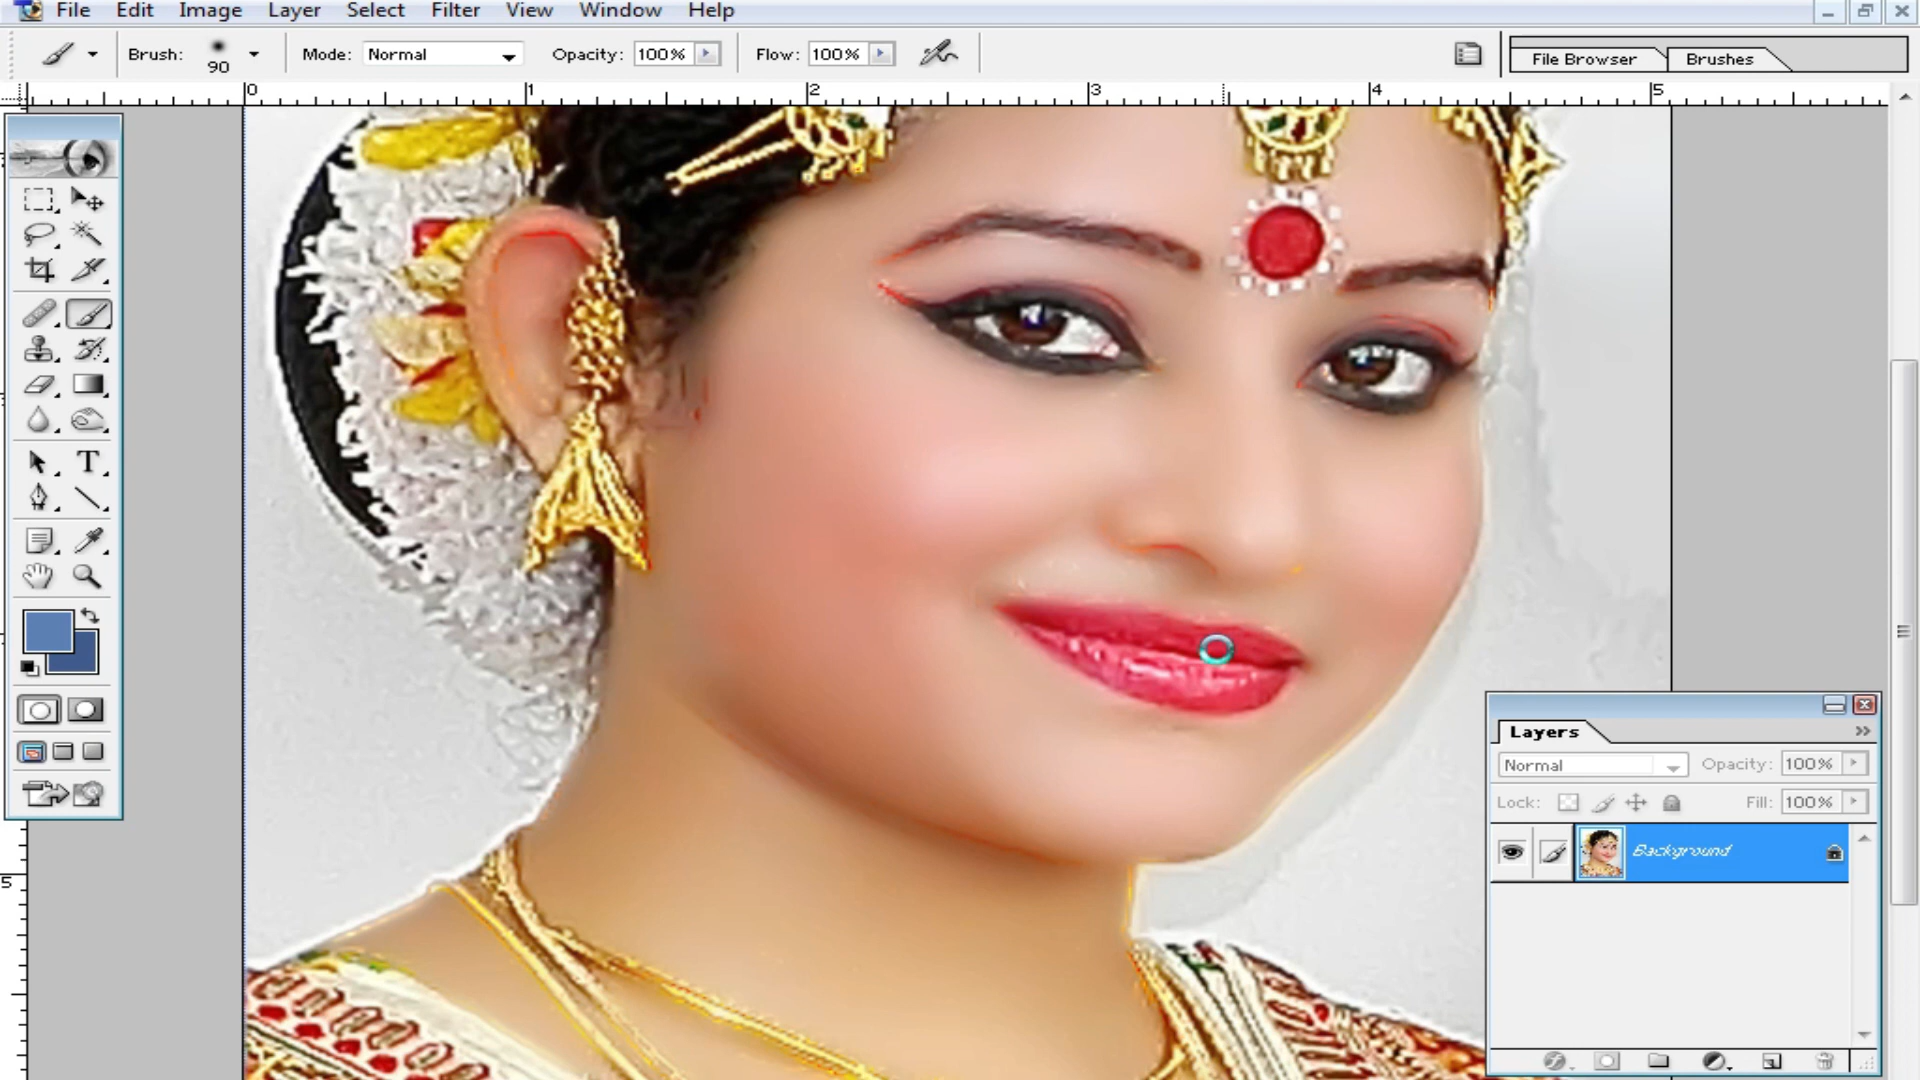 File Edit Image Layer Select Filter View Window Help
Brush: 90 Mode: Normal Opacity: 100% Flow: 100% File Browser Brushes
0 1 2 3 4 5
T
5
Layers
Normal Opacity: 100%
Lock: Fill: 100%
Background